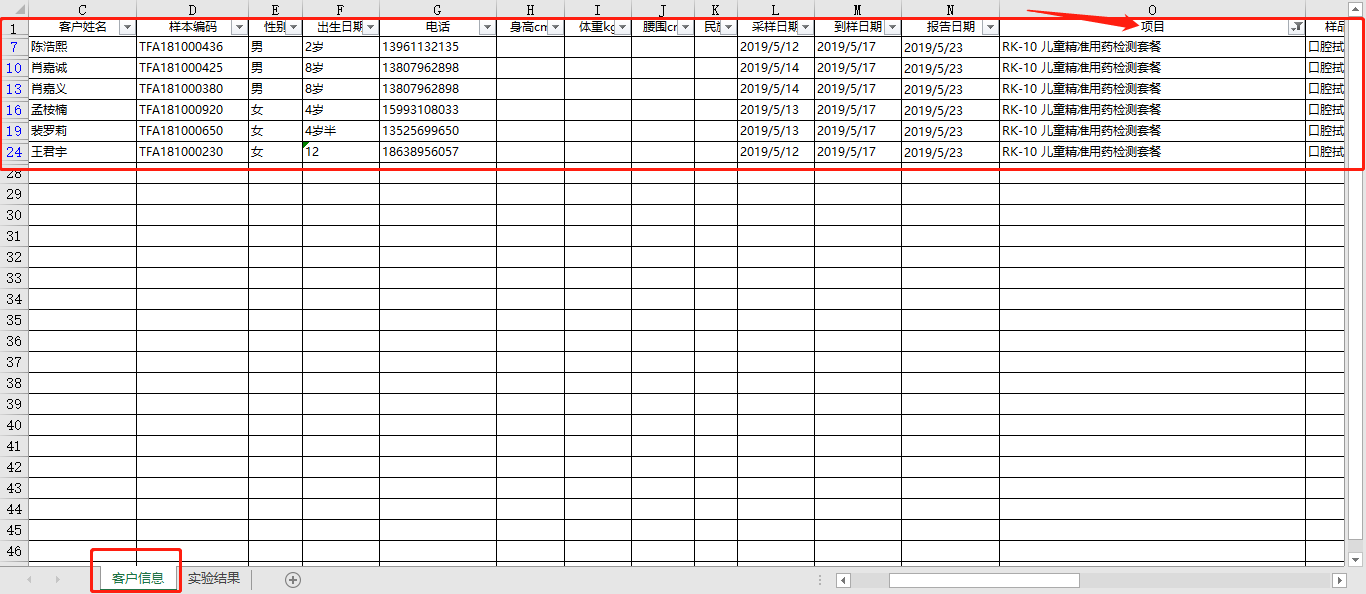 C D E F G H I J K L M N O
1 客户姓名 样本编码 性别 出生日期 电话 身高cm 体重kg 腰围cm 民族 采样日期 到样日期 报告日期 项目 样品
7 陈浩熙 TFA181000436 男 2岁 13961132135 2019/5/12 2019/5/17 2019/5/23 RK-10 儿童精准用药检测套餐 口腔拭
10 肖嘉诚 TFA181000425 男 8岁 13807962898 2019/5/14 2019/5/17 2019/5/23 RK-10 儿童精准用药检测套餐 口腔拭
13 肖嘉义 TFA181000380 男 8岁 13807962898 2019/5/14 2019/5/17 2019/5/23 RK-10 儿童精准用药检测套餐 口腔拭
16 孟桉楠 TFA181000920 女 4岁 15993108033 2019/5/13 2019/5/17 2019/5/23 RK-10 儿童精准用药检测套餐 口腔拭
19 裴罗莉 TFA181000650 女 4岁半 13525699650 2019/5/13 2019/5/17 2019/5/23 RK-10 儿童精准用药检测套餐 口腔拭
24 王君宇 TFA181000230 女 12 18638956057 2019/5/12 2019/5/17 2019/5/23 RK-10 儿童精准用药检测套餐 口腔拭
28
29
30
31
32
33
34
35
36
37
38
39
40
41
42
43
44
45
46
客户信息 实验结果